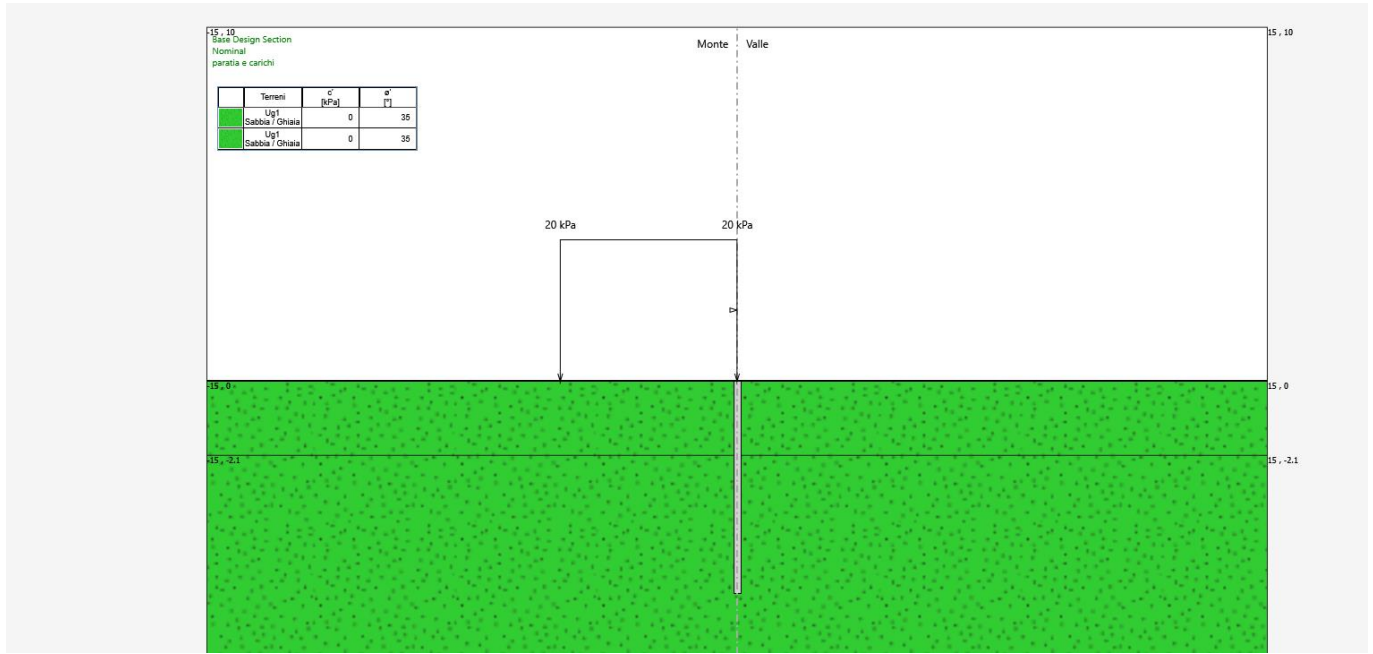 -15 , 10
Base Design Section
Nominal
paratia e carichi
Monte Valle
15 , 10
Terreni c' ø'
[kPa] [°]
Ug1
Sabbia / Ghiaia 0 35
Ug1
Sabbia / Ghiaia 0 35
20 kPa 20 kPa
-15 , 0 15 , 0
-15 , -2.1 15 , -2.1